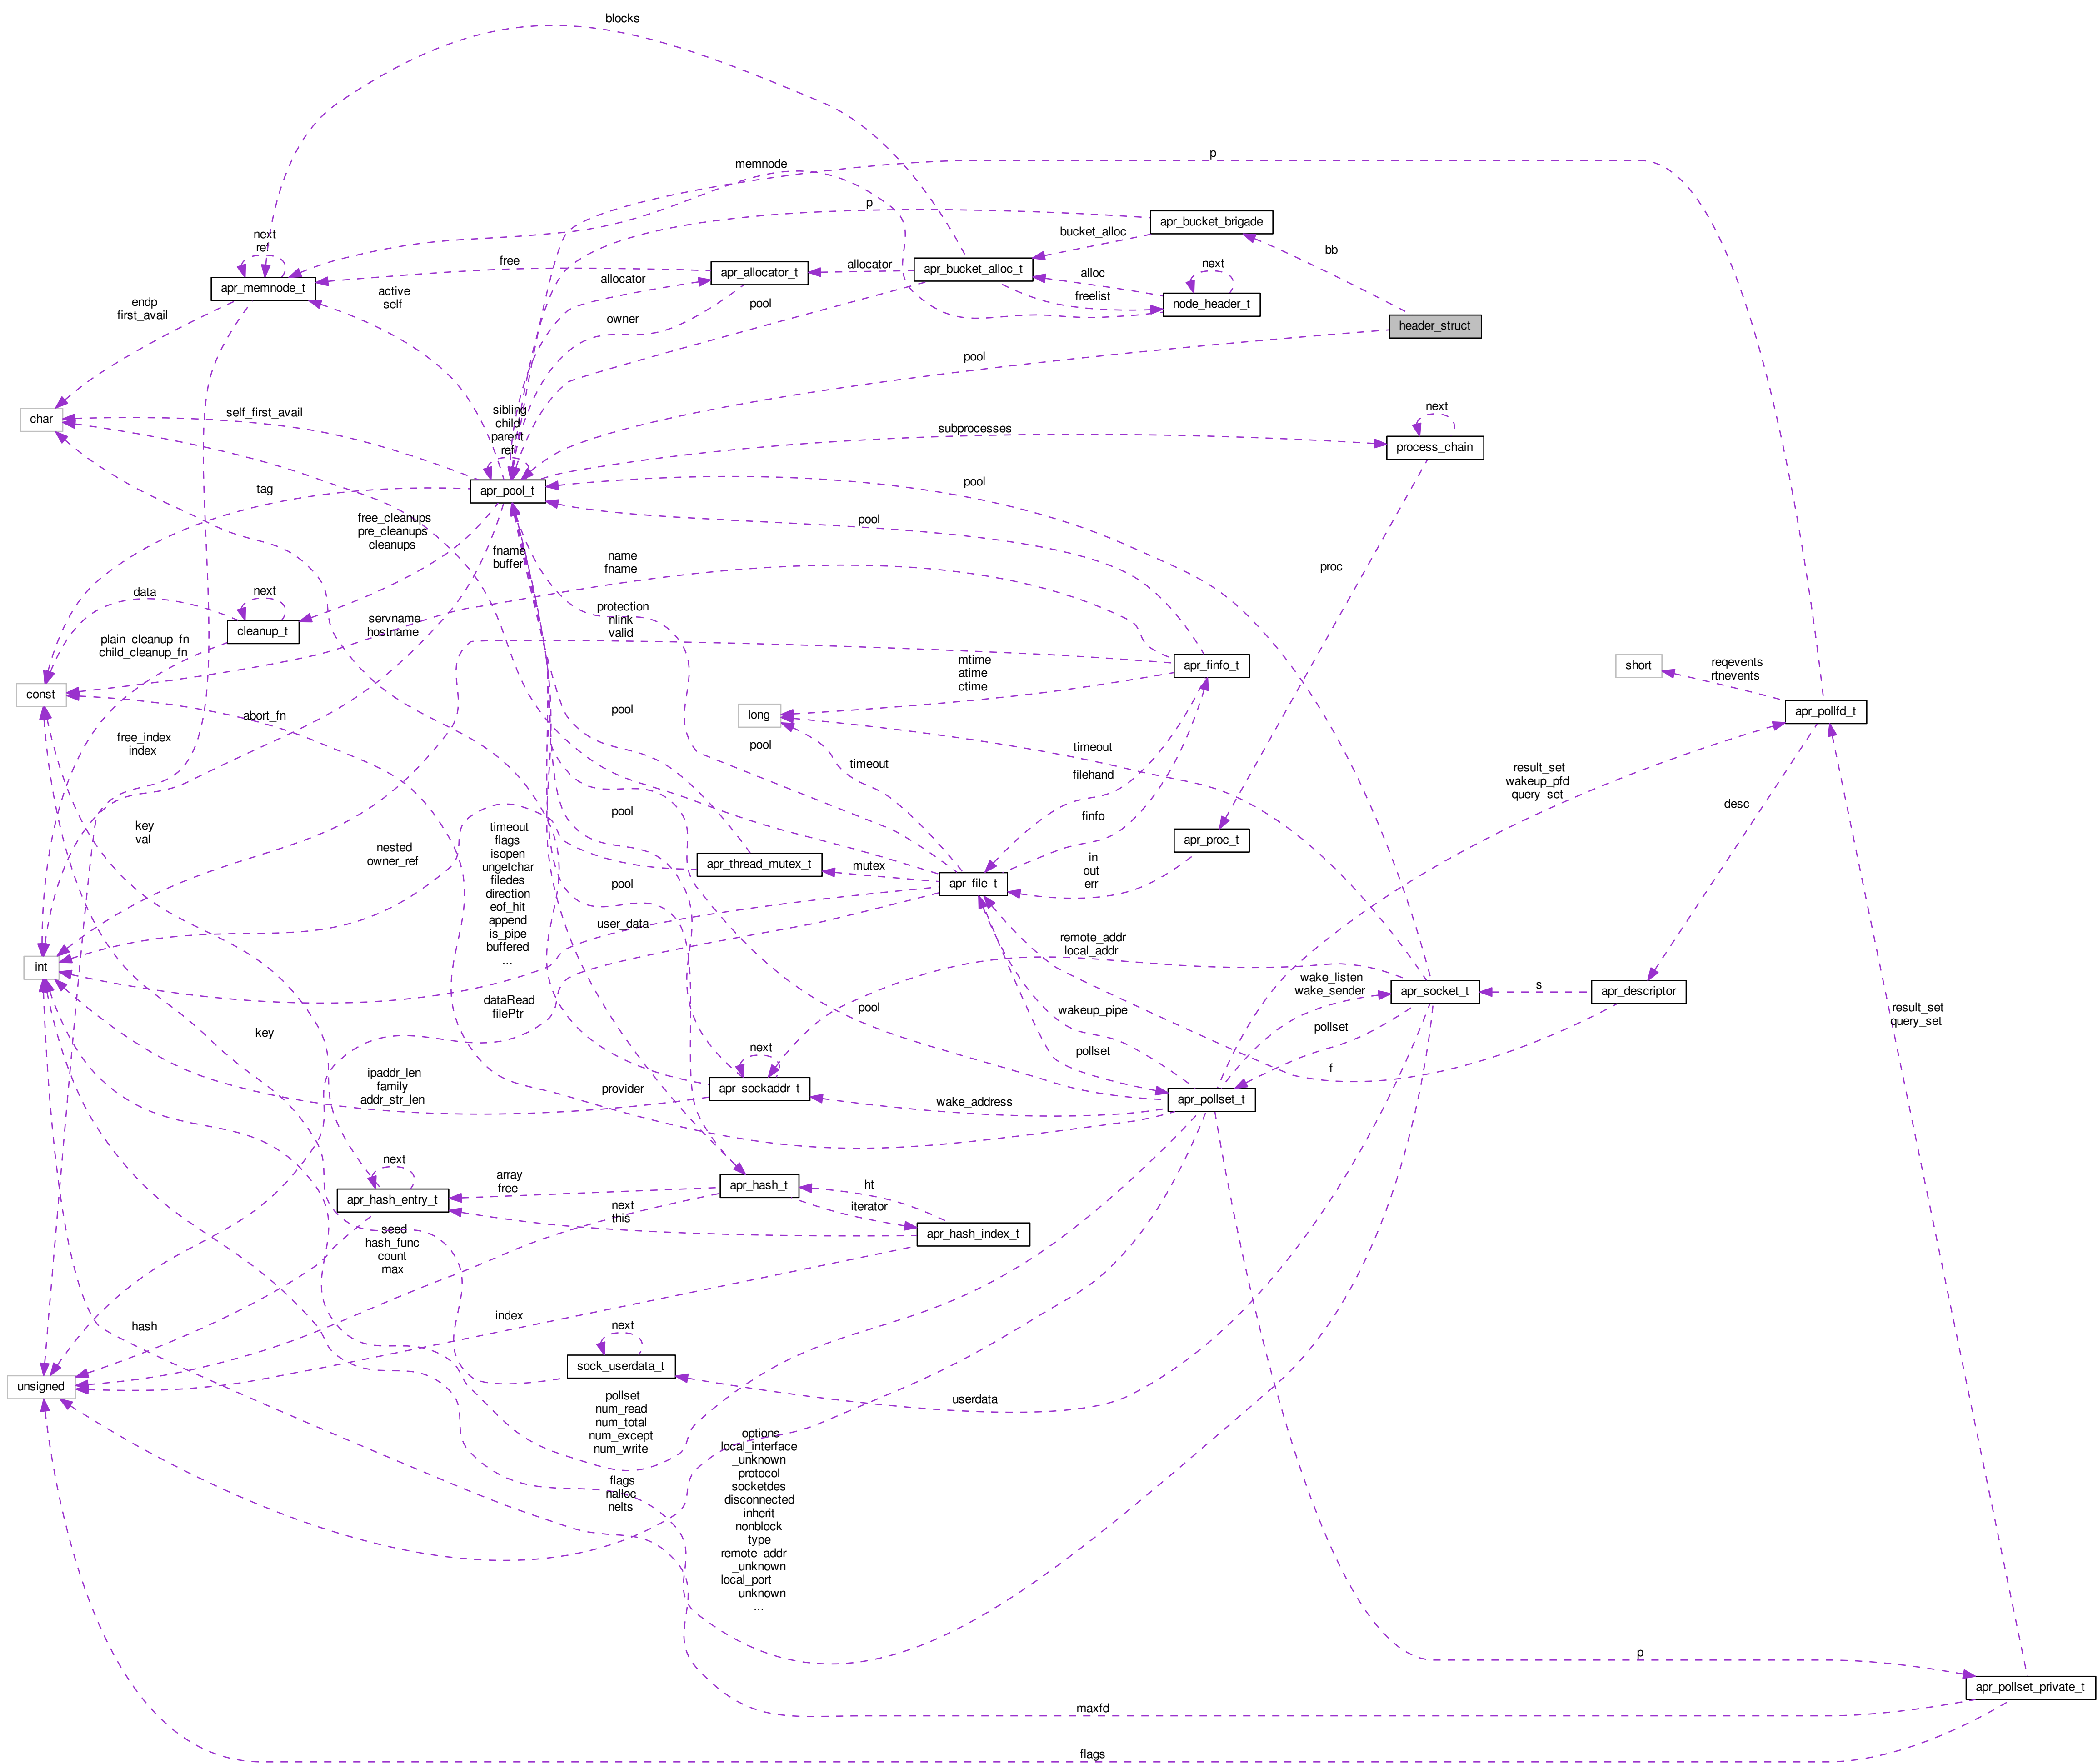 blocks
p
memnode
p
apr_bucket_brigade
bucket_alloc
bb
next
ref
free
apr_allocator_t
allocator
apr_bucket_alloc_t
alloc
next
apr_memnode_t
active
self
allocator
freelist
node_header_t
endp
first_avail
owner
pool
header_struct
pool
char
self_first_avail
sibling
child
parent
ref
subprocesses
next
process_chain
tag
apr_pool_t
pool
free_cleanups
pre_cleanups
cleanups
pool
fname
buffer
name
fname
proc
data
next
cleanup_t
servname
hostname
protection
nlink
valid
plain_cleanup_fn
child_cleanup_fn
mtime
atime
ctime
apr_finfo_t
short
reqevents
rtnevents
const
abort_fn
pool
long
apr_pollfd_t
free_index
index
pool
timeout
timeout
filehand
result_set
wakeup_pfd
query_set
desc
key
val
nested
owner_ref
timeout
flags
isopen
ungetchar
filedes
direction
eof_hit
append
is_pipe
buffered
...
pool
finfo
apr_thread_mutex_t
mutex
apr_proc_t
in
out
err
apr_file_t
pool
user_data
remote_addr
local_addr
int
wake_listen
wake_sender
apr_socket_t
s
apr_descriptor
dataRead
filePtr
pool
wakeup_pipe
result_set
query_set
key
pollset
pollset
next
f
ipaddr_len
family
addr_str_len
provider
apr_sockaddr_t
wake_address
apr_pollset_t
next
array
free
apr_hash_t
ht
iterator
apr_hash_entry_t
next
this
apr_hash_index_t
seed
hash_func
count
max
hash
index
next
sock_userdata_t
unsigned
userdata
pollset
num_read
num_total
num_except
num_write
options
local_interface
_unknown
protocol
socketdes
disconnected
inherit
nonblock
type
remote_addr
_unknown
local_port
_unknown
...
flags
nalloc
nelts
p
apr_pollset_private_t
maxfd
flags